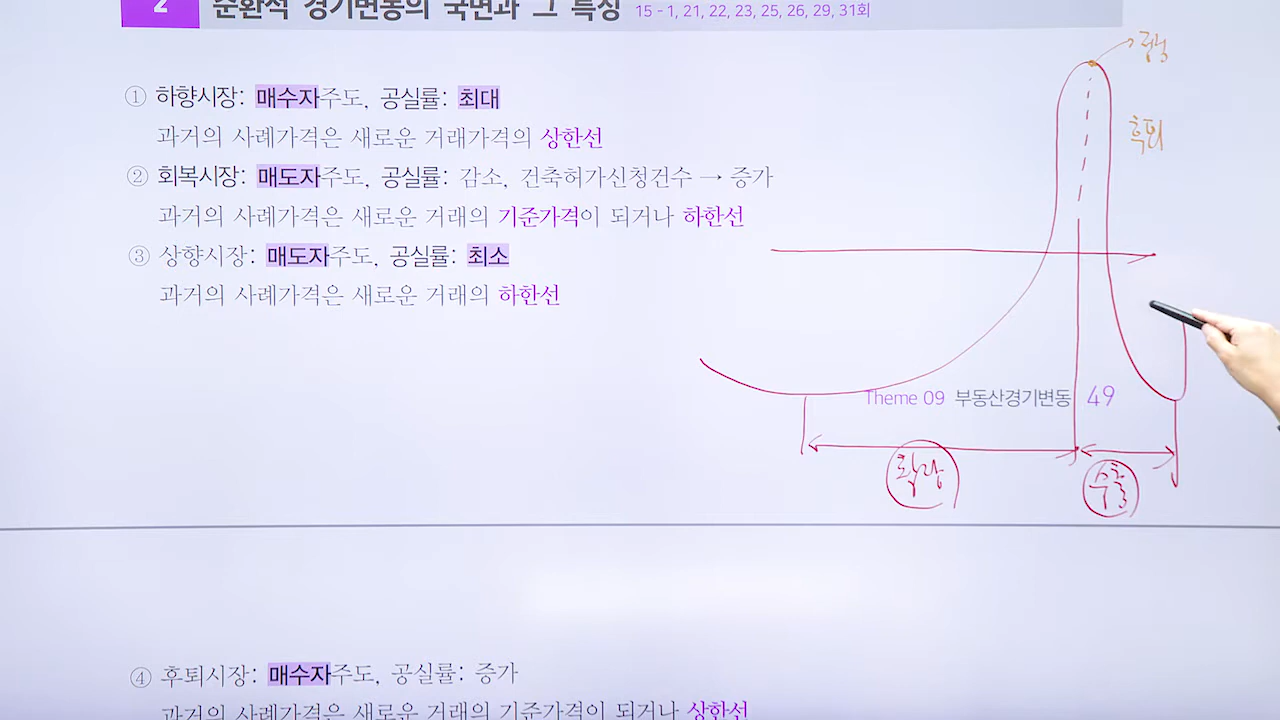 2 순환적 경기변동의 국면과 그 특징 15-1, 21, 22, 23, 25, 26, 29, 31회
① 하향시장: 매수자주도, 공실률: 최대
과거의 사례가격은 새로운 거래가격의 상한선
② 회복시장: 매도자주도, 공실률: 감소, 건축허가신청건수 → 증가
과거의 사례가격은 새로운 거래의 기준가격이 되거나 하한선
③ 상향시장: 매도자주도, 공실률: 최소
과거의 사례가격은 새로운 거래의 하한선
후퇴
Theme 09 부동산경기변동 49
확장
수축
④ 후퇴시장: 매수자주도, 공실률: 증가
과거의 사례가격은 새로운 거래의 기준가격이 되거나 상한선